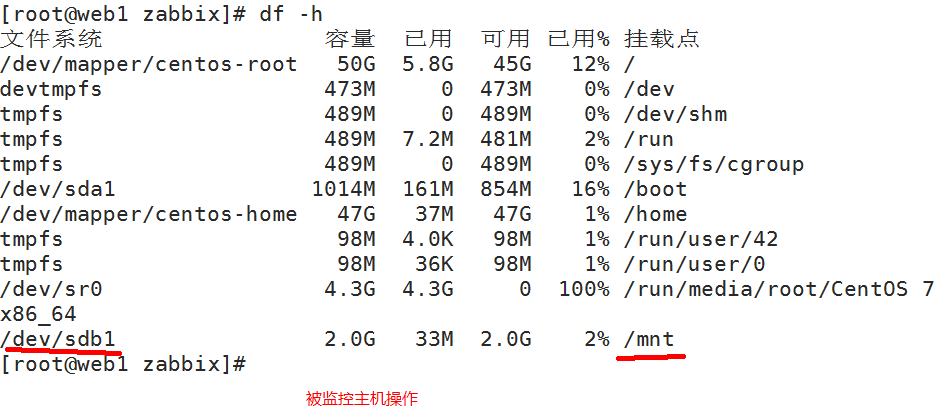 [root@web1 zabbix]# df -h
文件系统 容量 已用 可用 已用% 挂载点
/dev/mapper/centos-root 50G 5.8G 45G 12% /
devtmpfs 473M 0 473M 0% /dev
tmpfs 489M 0 489M 0% /dev/shm
tmpfs 489M 7.2M 481M 2% /run
tmpfs 489M 0 489M 0% /sys/fs/cgroup
/dev/sda1 1014M 161M 854M 16% /boot
/dev/mapper/centos-home 47G 37M 47G 1% /home
tmpfs 98M 4.0K 98M 1% /run/user/42
tmpfs 98M 36K 98M 1% /run/user/0
/dev/sr0 4.3G 4.3G 0 100% /run/media/root/CentOS 7
x86_64
/dev/sdb1 2.0G 33M 2.0G 2% /mnt
[root@web1 zabbix]#
被监控主机操作